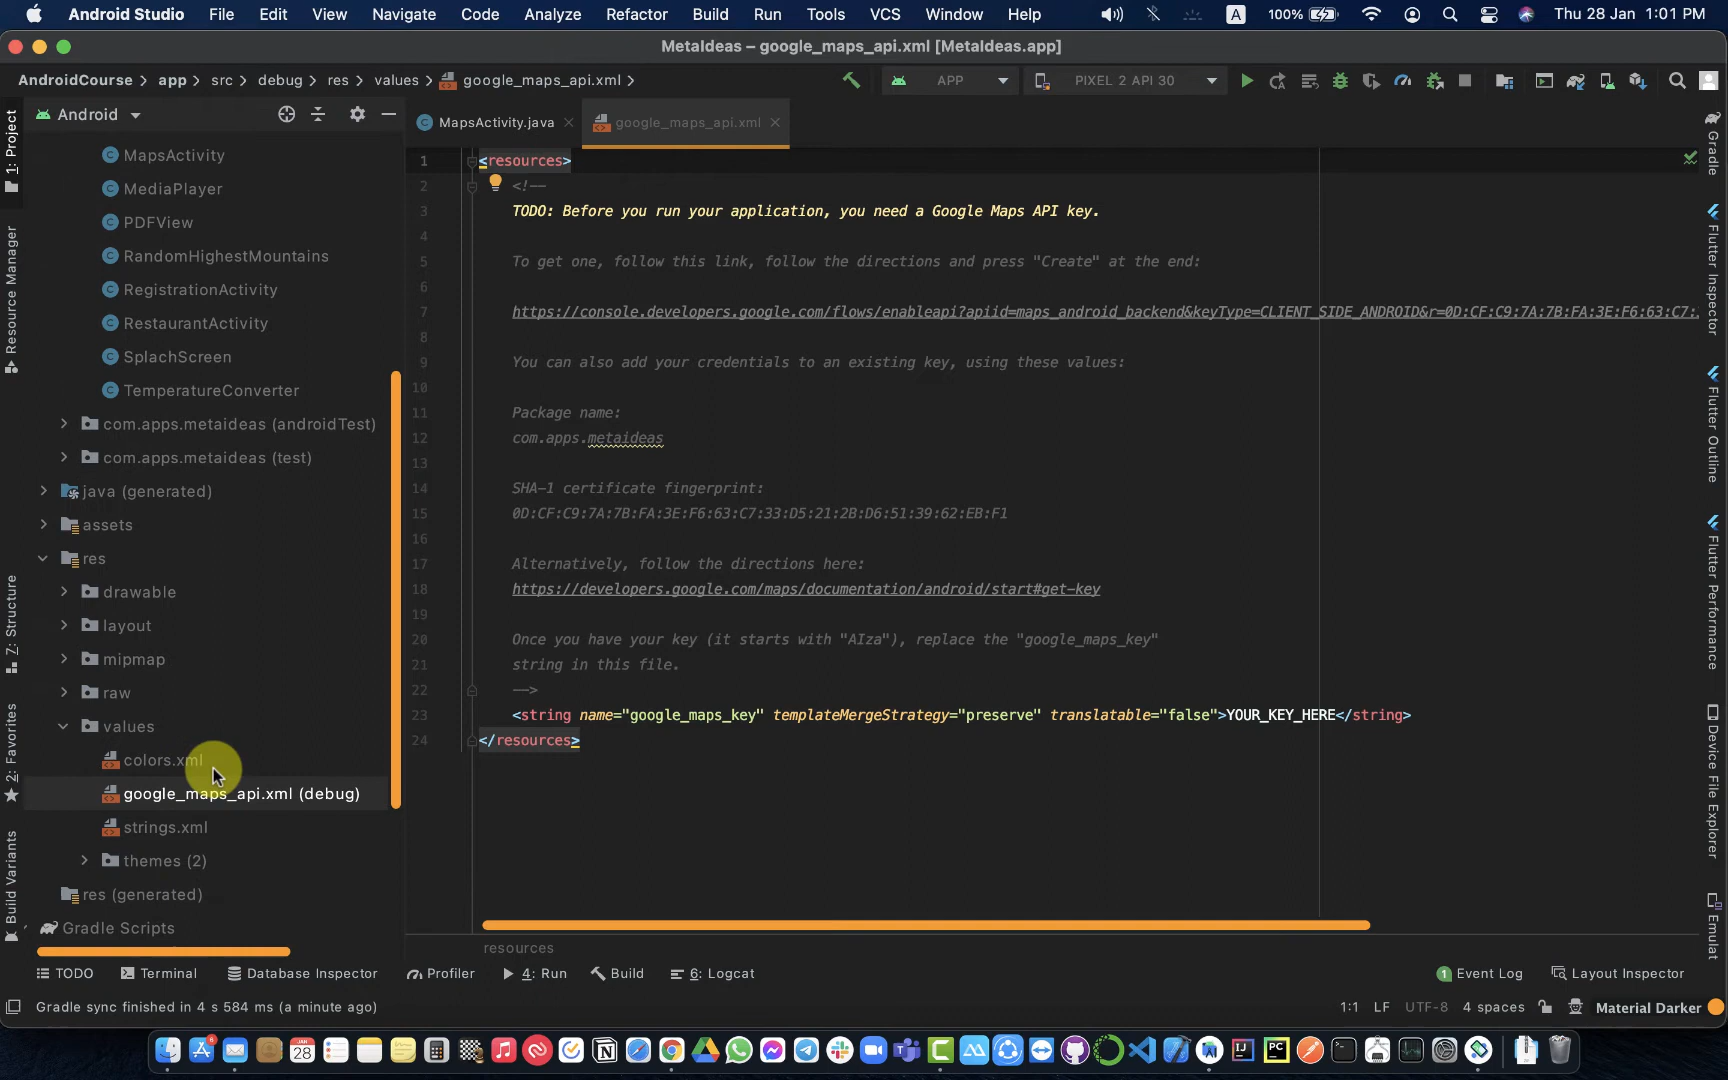 Android Studio File Edit View Navigate Code Analyze Refactor Build Run Tools VCS Window Help A 100% Thu 28 Jan 1:01 PM
MetaIdeas – google_maps_api.xml [MetaIdeas.app]
AndroidCourse app src debug res values google_maps_api.xml APP PIXEL 2 API 30
Android
MapsActivity.java google_maps_api.xml
1: Project
Resource Manager
7: Structure
2: Favorites
Build Variants
MapsActivity
MediaPlayer
PDFView
RandomHighestMountains
RegistrationActivity
RestaurantActivity
SplachScreen
TemperatureConverter
com.apps.metaideas (androidTest)
com.apps.metaideas (test)
java (generated)
assets
res
drawable
layout
mipmap
raw
values
colors.xml
google_maps_api.xml (debug)
strings.xml
themes (2)
res (generated)
Gradle Scripts
1 <resources>
2 <!--
3 TODO: Before you run your application, you need a Google Maps API key.
4
5 To get one, follow this link, follow the directions and press "Create" at the end:
6
7 https://console.developers.google.com/flows/enableapi?apiid=maps_android_backend&keyType=CLIENT_SIDE_ANDROID&r=0D:CF:C9:7A:7B:FA:3E:F6:63:C7:
8
9 You can also add your credentials to an existing key, using these values:
10
11 Package name:
12 com.apps.metaideas
13
14 SHA-1 certificate fingerprint:
15 0D:CF:C9:7A:7B:FA:3E:F6:63:C7:33:D5:21:2B:D6:51:39:62:EB:F1
16
17 Alternatively, follow the directions here:
18 https://developers.google.com/maps/documentation/android/start#get-key
19
20 Once you have your key (it starts with "AIza"), replace the "google_maps_key"
21 string in this file.
22 -->
23 <string name="google_maps_key" templateMergeStrategy="preserve" translatable="false">YOUR_KEY_HERE</string>
24 </resources>
Gradle
Flutter Inspector
Flutter Outline
Flutter Performance
Device File Explorer
Emulat
resources
TODO Terminal Database Inspector Profiler 4: Run Build 6: Logcat 1 Event Log Layout Inspector
Gradle sync finished in 4 s 584 ms (a minute ago) 1:1 LF UTF-8 4 spaces Material Darker